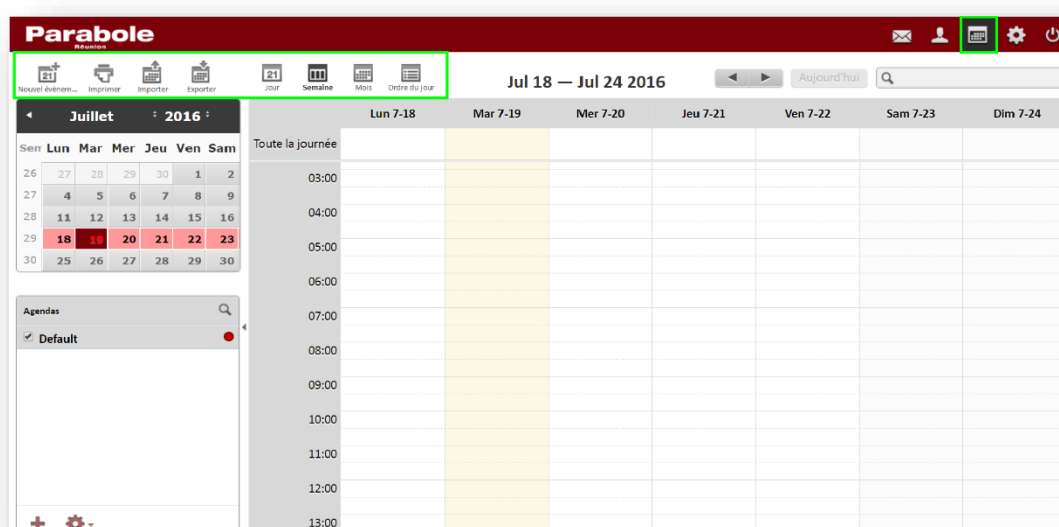 Parabole
Réunion
Nouvel évènem... Imprimer Importer Exporter 21 Jour Semaine Mois Ordre du jour
Jul 18 — Jul 24 2016
Aujourd'hui
Juillet 2016
Sem Lun Mar Mer Jeu Ven Sam
26 27 28 29 30 1 2
27 4 5 6 7 8 9
28 11 12 13 14 15 16
29 18 19 20 21 22 23
30 25 26 27 28 29 30
Agendas
Default
Lun 7-18 Mar 7-19 Mer 7-20 Jeu 7-21 Ven 7-22 Sam 7-23 Dim 7-24
Toute la journée
03:00
04:00
05:00
06:00
07:00
08:00
09:00
10:00
11:00
12:00
13:00